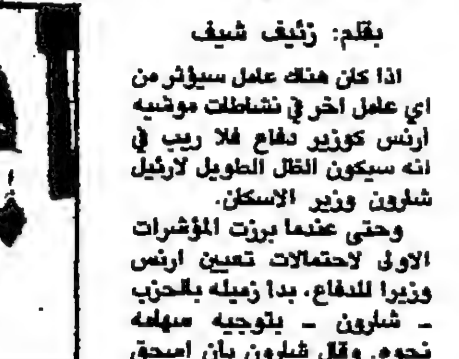 بقلم: زئيف شيف
اذا كان هناك عامل سيؤثر من
اي عامل اخر في نشاطات موشيه
ارنس كوزير دفاع فلا ريب في
انه سيكون الظل الطويل لارئيل
شارون وزير الاسكان.
وحتى عندما برزت المؤشرات
الاولى لاحتمالات تعيين ارنس
وزيرا للدفاع، بدا زميله بالحزب
– شارون – بتوجيه سهامه
نحوه. وقال شارون بان اسحق